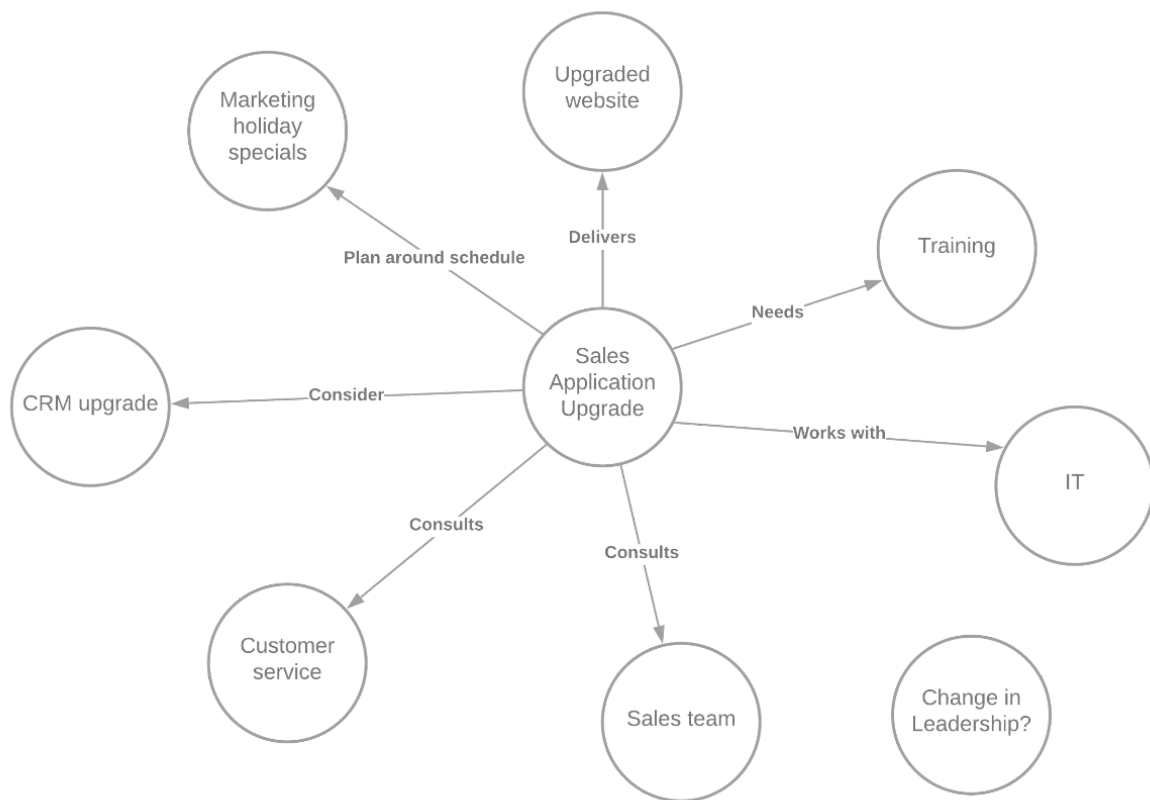 Upgraded
website
Marketing
holiday
specials
Delivers
Plan around schedule
Training
Needs
Sales
Application
Upgrade
Consider
CRM upgrade
Works with
IT
Consults
Consults
Customer
service
Sales team
Change in
Leadership?